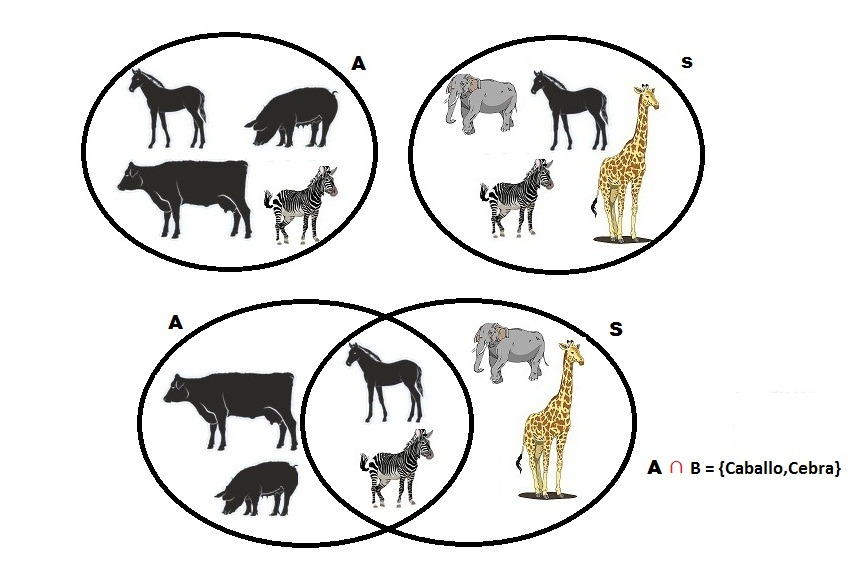 A
s
A
S
A ∩ B = {Caballo,Cebra}